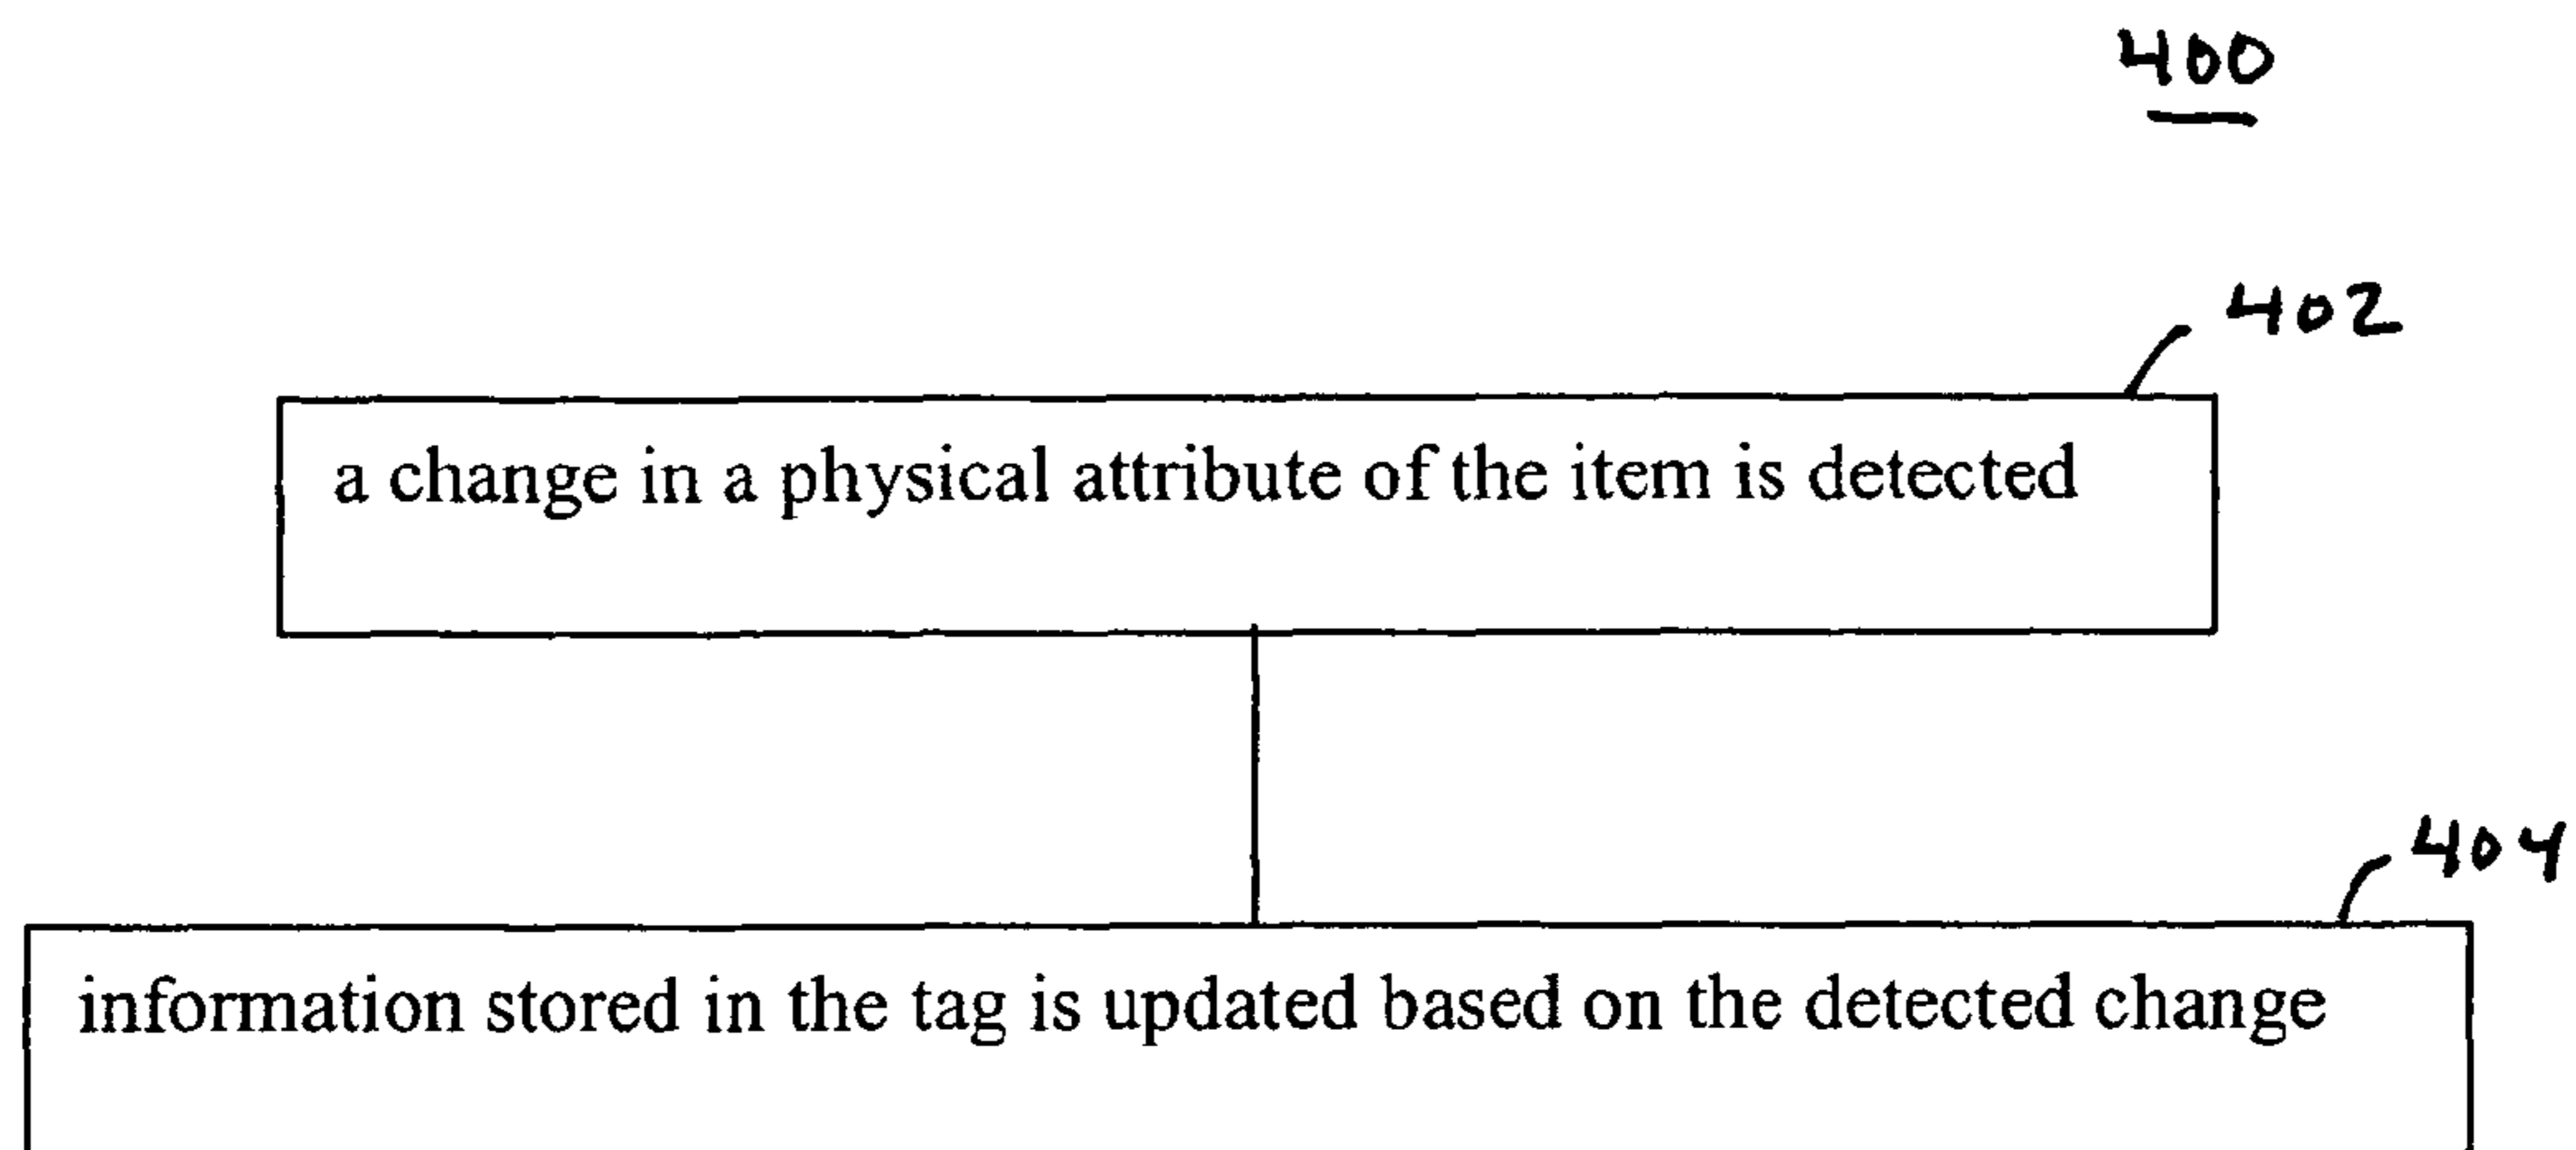 400
402
a change in a physical attribute of the item is detected
404
information stored in the tag is updated based on the detected change